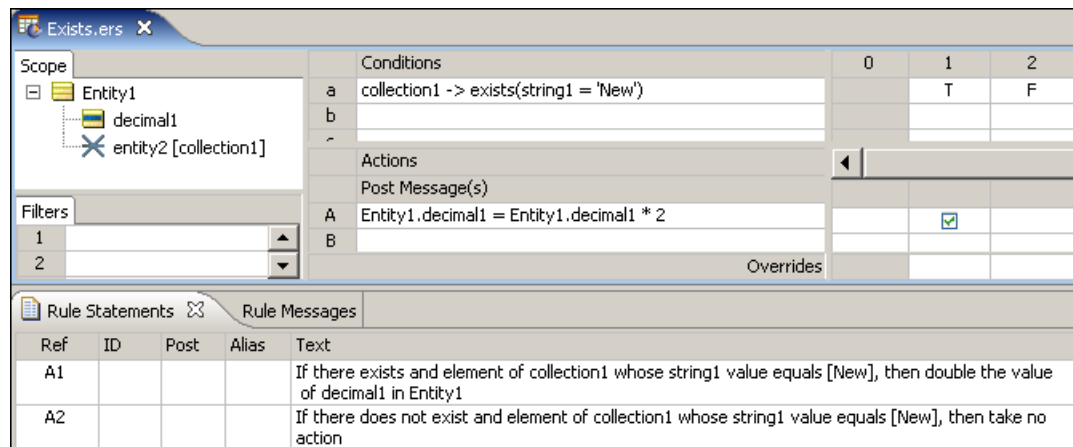 Exists.ers
Scope
Entity1
decimal1
entity2 [collection1]
Filters
1
2
Conditions 0 1 2
a collection1 -> exists(string1 = 'New') T F
b
Actions
Post Message(s)
A Entity1.decimal1 = Entity1.decimal1 * 2
B
Overrides
Rule Statements Rule Messages
Ref ID Post Alias Text
A1 If there exists and element of collection1 whose string1 value equals [New], then double the value
of decimal1 in Entity1
A2 If there does not exist and element of collection1 whose string1 value equals [New], then take no
action